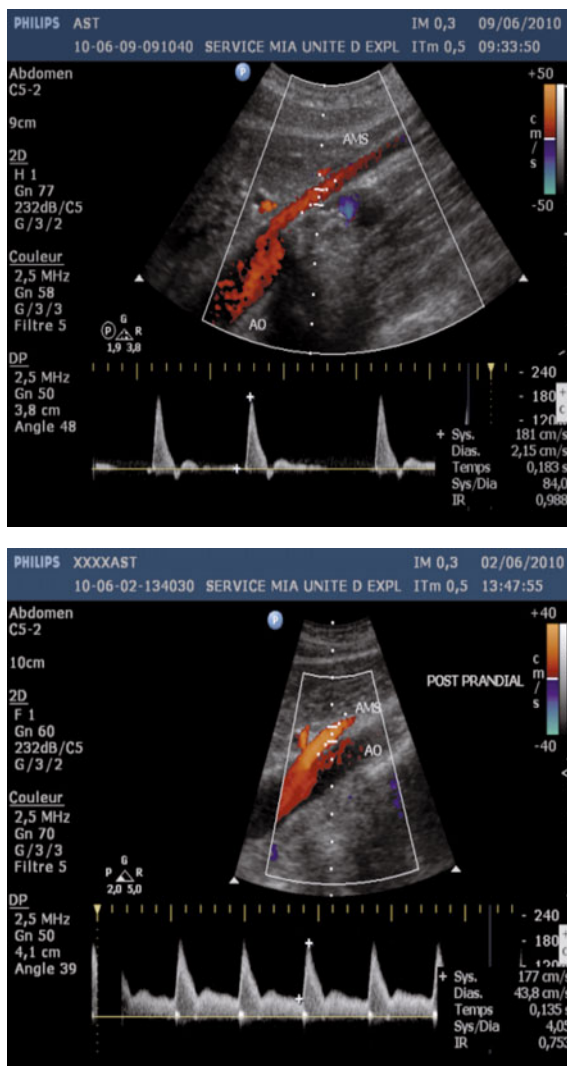 PHILIPS AST IM 0,3 09/06/2010
10-06-09-091040 SERVICE MIA UNITE D EXPL ITm 0,5 09:33:50
Abdomen
C5-2
9cm
2D
H 1
Gn 77
232dB/C5
G/3/2
Couleur
2,5 MHz
Gn 58
G/3/3
Filtre 5
DP
2,5 MHz
Gn 50
3,8 cm
Angle 48
P
AMS
AO
+50
c
m
/
s
-50
G
P R
1,9 3,8
- 240
- 180 +
- 120 c
+ Sys. 181 cm/s
Dias. 2,15 cm/s
Temps 0,183 s
Sys/Dia 84,0
IR 0,988
PHILIPS XXXXAST IM 0,3 02/06/2010
10-06-02-134030 SERVICE MIA UNITE D EXPL ITm 0,5 13:47:55
Abdomen
C5-2
10cm
2D
F 1
Gn 60
232dB/C5
G/3/2
Couleur
2,5 MHz
Gn 70
G/3/3
Filtre 5
DP
2,5 MHz
Gn 50
4,1 cm
Angle 39
P
POST PRANDIAL
AMS
AO
+40
c
m
/
s
-40
G
P R
2,0 5,0
- 240
- 180
+ Sys. 177 cm/s
Dias. 43,8 cm/s
Temps 0,135 s
Sys/Dia 4,05
IR 0,753